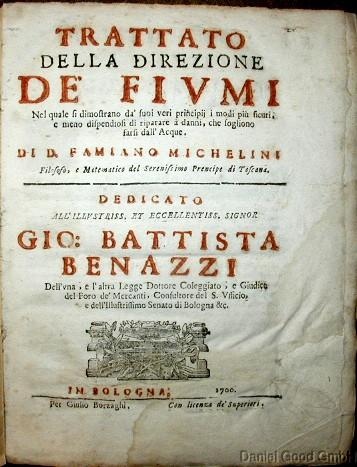 TRATTATO
DELLA DIREZIONE
DE' FIVMI
Nel quale si dimostrano da' suoi veri principij i modi più sicuri,
e meno dispendiosi di riparare a danni, che sogliono
farsi dall' Acque.
DI D. FAMIANO MICHELINI
Filosofo, e Matematico del Serenissimo Prencipe di Toscana.
DEDICATO
ALL'ILLVSTRISS. ET ECCELLENTISS. SIGNOR
GIO: BATTISTA
BENAZZI
Dell'vna, e l'altra Legge Dottore Coleggiato, e Giudice
del Foro de' Mercanti, Consultore del S. Vfficio,
e dell'Illustrissimo Senato di Bologna &c.
IN BOLOGNA; 1700.
Per Giulio Borzaghi. Con licenza de' Superiori.
Daniel Good GmbH